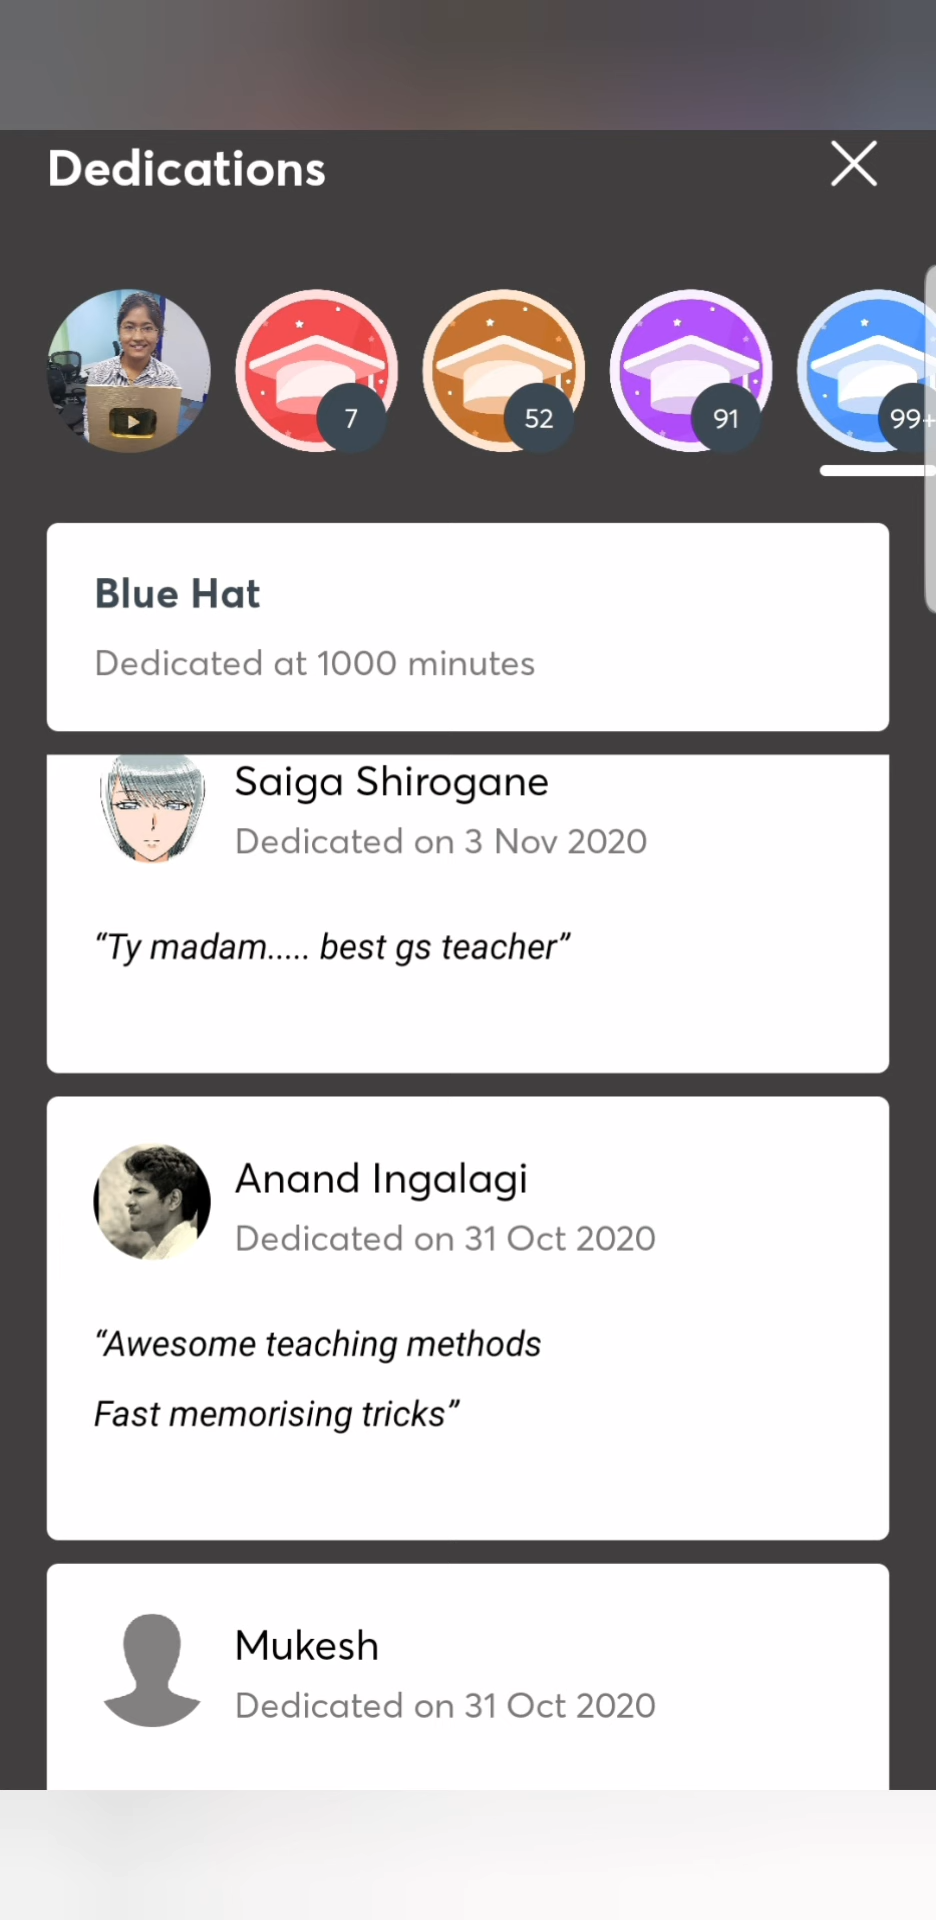 Dedications
7
52
91
99+
Blue Hat
Dedicated at 1000 minutes
Saiga Shirogane
Dedicated on 3 Nov 2020
“Ty madam..... best gs teacher”
Anand Ingalagi
Dedicated on 31 Oct 2020
“Awesome teaching methods
Fast memorising tricks”
Mukesh
Dedicated on 31 Oct 2020